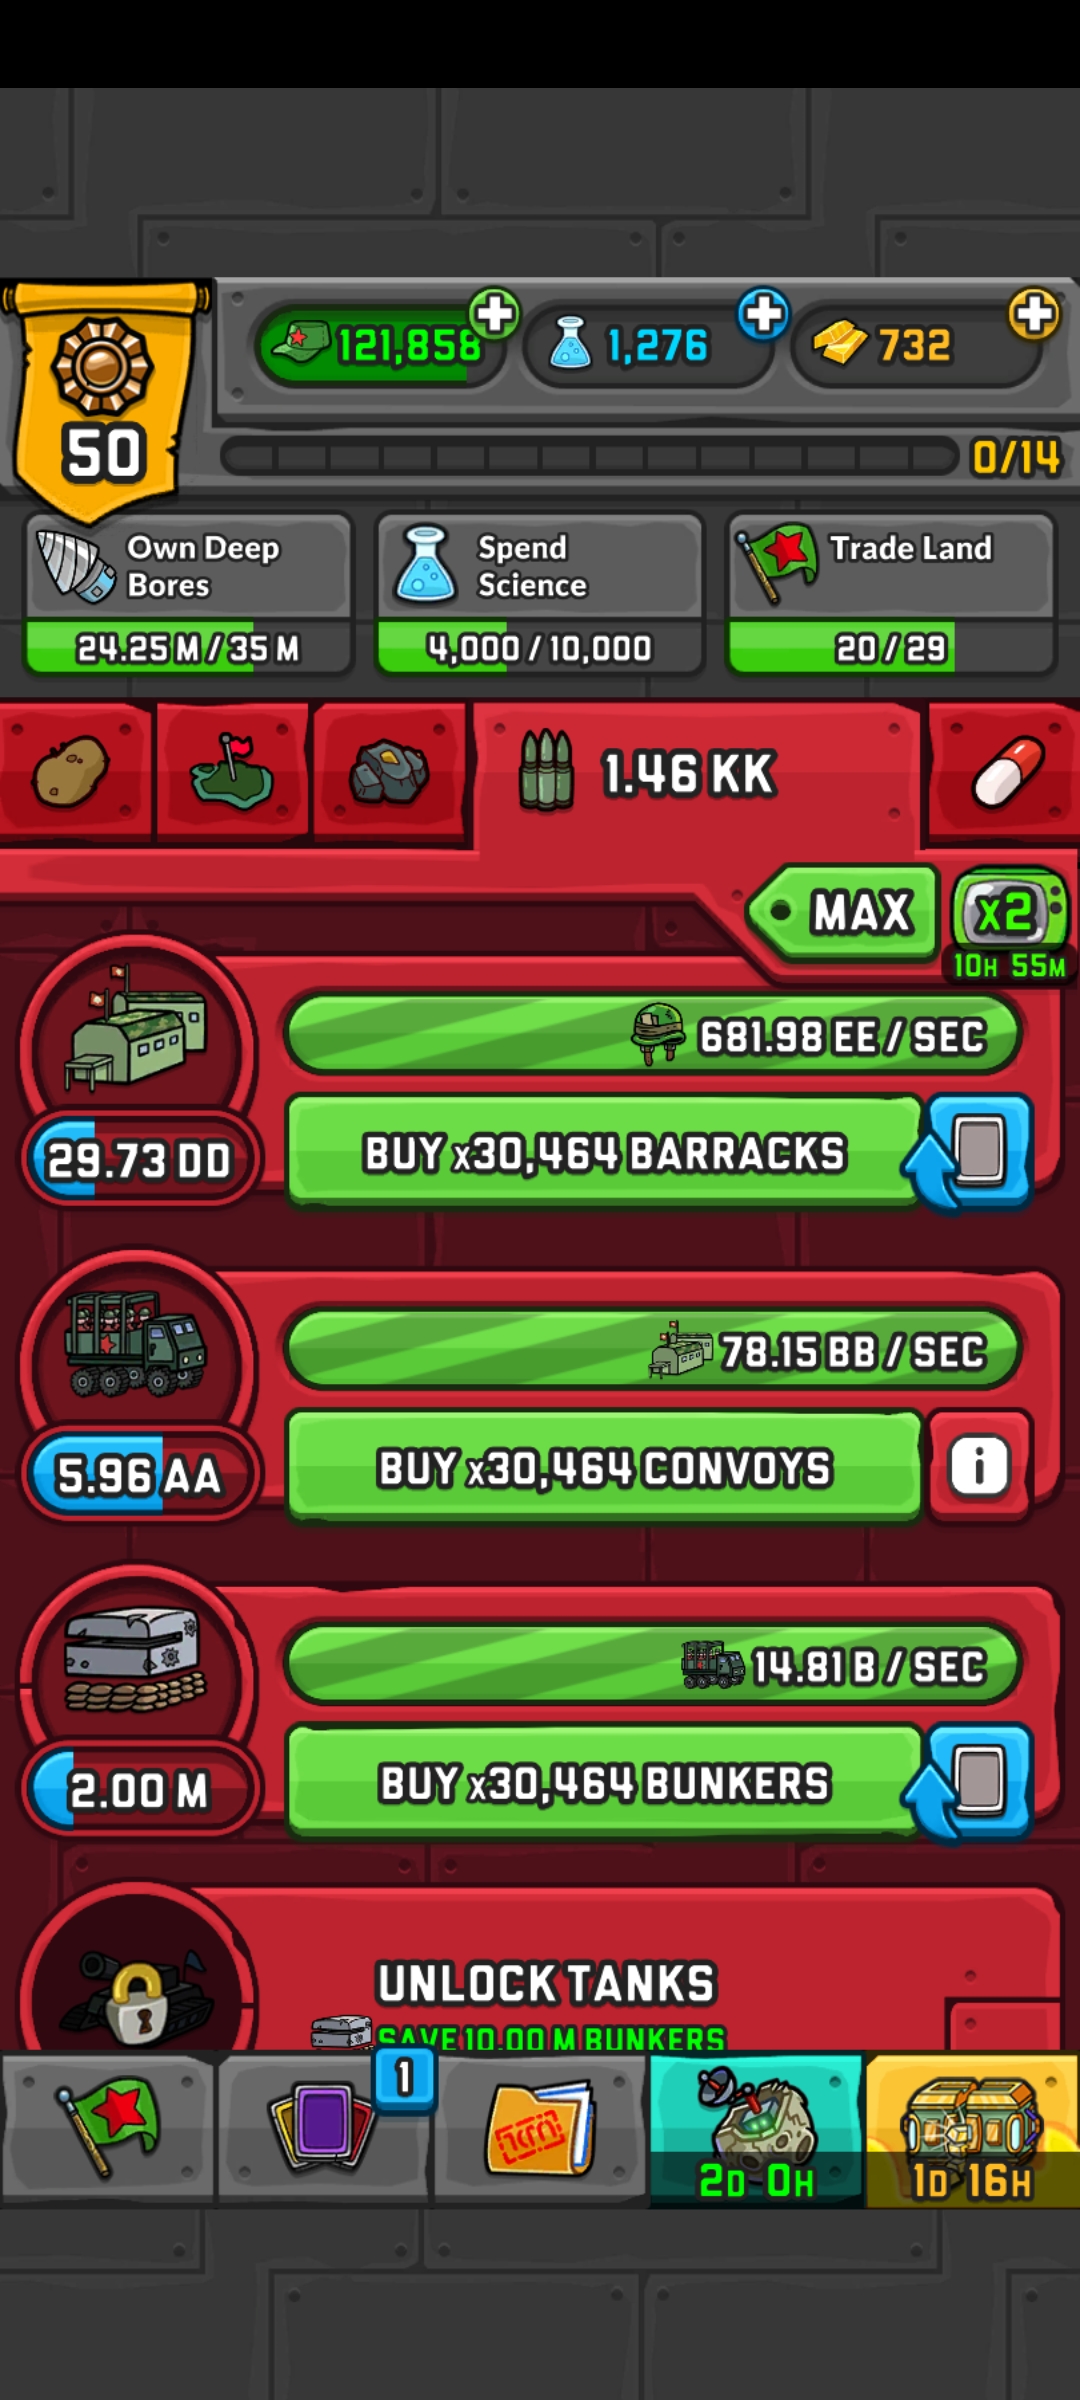 121,858
1,276
732
50
0/14
Own Deep
Bores
24.25 M / 35 M
Spend
Science
4,000 / 10,000
Trade Land
20 / 29
1.46 KK
MAX
x2
10H 55M
681.98 EE / SEC
29.73 DD
BUY x30,464 BARRACKS
78.15 BB / SEC
5.96 AA
BUY x30,464 CONVOYS
i
14.81 B / SEC
2.00 M
BUY x30,464 BUNKERS
UNLOCK TANKS
SAVE 10.00 M BUNKERS
1
2D 0H
1D 16H